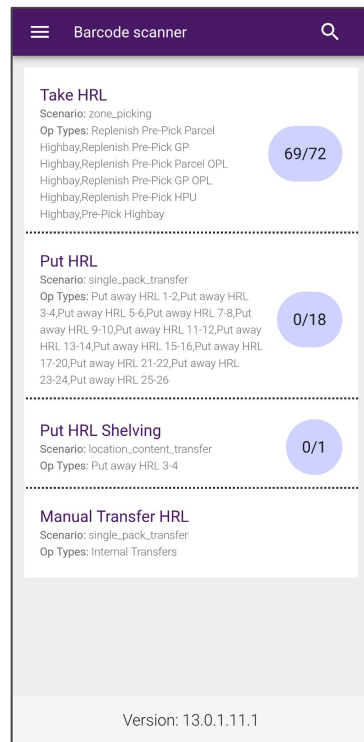 Barcode scanner
Take HRL
Scenario: zone_picking
Op Types: Replenish Pre-Pick Parcel
Highbay,Replenish Pre-Pick GP
Highbay,Replenish Pre-Pick Parcel OPL
Highbay,Replenish Pre-Pick GP OPL
Highbay,Replenish Pre-Pick HPU
Highbay,Pre-Pick Highbay
69/72
Put HRL
Scenario: single_pack_transfer
Op Types: Put away HRL 1-2,Put away HRL
3-4,Put away HRL 5-6,Put away HRL 7-8,Put
away HRL 9-10,Put away HRL 11-12,Put away
HRL 13-14,Put away HRL 15-16,Put away HRL
17-20,Put away HRL 21-22,Put away HRL
23-24,Put away HRL 25-26
0/18
Put HRL Shelving
Scenario: location_content_transfer
Op Types: Put away HRL 3-4
0/1
Manual Transfer HRL
Scenario: single_pack_transfer
Op Types: Internal Transfers
Version: 13.0.1.11.1